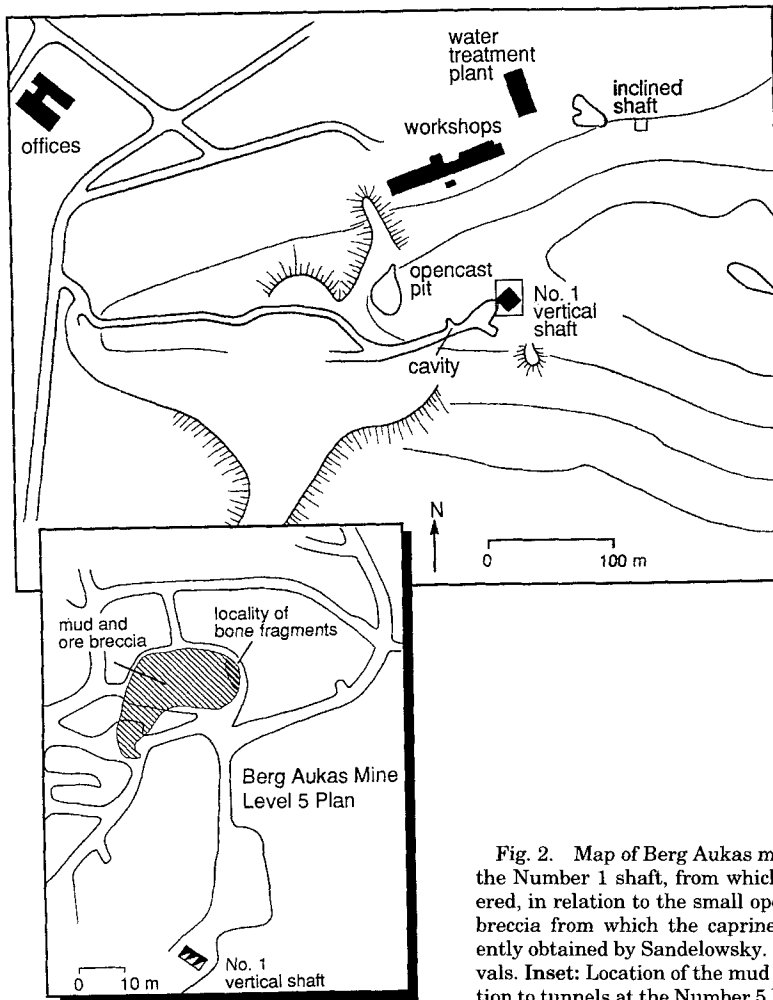 water
treatment
plant
inclined
shaft
offices
workshops
opencast
pit
No. 1
vertical
shaft
cavity
N
0 100 m
mud and
ore breccia
locality of
bone fragments
Berg Aukas Mine
Level 5 Plan
0 10 m
No. 1
vertical shaft
Fig. 2. Map of Berg Aukas m
the Number 1 shaft, from which
ered, in relation to the small op
breccia from which the caprine
ently obtained by Sandelowsky.
vals. Inset: Location of the mud
tion to tunnels at the Number 5